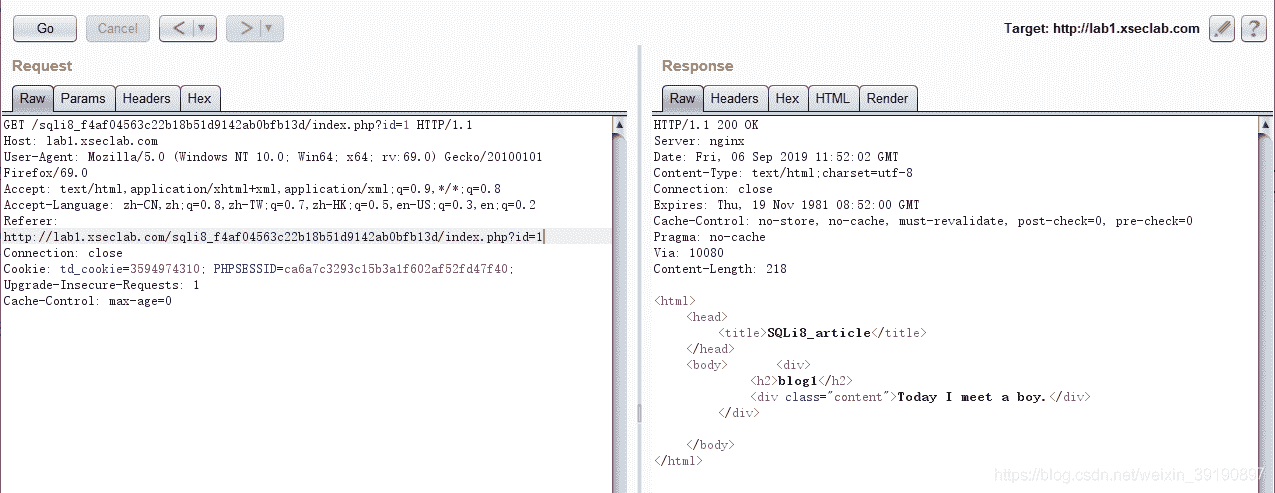 Go Cancel < > Target: http://lab1.xseclab.com ?
Request
Raw Params Headers Hex
GET /sqli8_f4af04563c22b18b51d9142ab0bfb13d/index.php?id=1 HTTP/1.1
Host: lab1.xseclab.com
User-Agent: Mozilla/5.0 (Windows NT 10.0; Win64; x64; rv:69.0) Gecko/20100101
Firefox/69.0
Accept: text/html,application/xhtml+xml,application/xml;q=0.9,*/*;q=0.8
Accept-Language: zh-CN,zh;q=0.8,zh-TW;q=0.7,zh-HK;q=0.5,en-US;q=0.3,en;q=0.2
Referer:
http://lab1.xseclab.com/sqli8_f4af04563c22b18b51d9142ab0bfb13d/index.php?id=1
Connection: close
Cookie: td_cookie=3594974310; PHPSESSID=ca6a7c3293c15b3a1f602af52fd47f40;
Upgrade-Insecure-Requests: 1
Cache-Control: max-age=0
Response
Raw Headers Hex HTML Render
HTTP/1.1 200 OK
Server: nginx
Date: Fri, 06 Sep 2019 11:52:02 GMT
Content-Type: text/html;charset=utf-8
Connection: close
Expires: Thu, 19 Nov 1981 08:52:00 GMT
Cache-Control: no-store, no-cache, must-revalidate, post-check=0, pre-check=0
Pragma: no-cache
Via: 10080
Content-Length: 218
<html>
<head>
<title>SQLi8_article</title>
</head>
<body> <div>
<h2>blog1</h2>
<div class="content">Today I meet a boy.</div>
</div>
</body>
</html>
https://blog.csdn.net/weixin_39190897